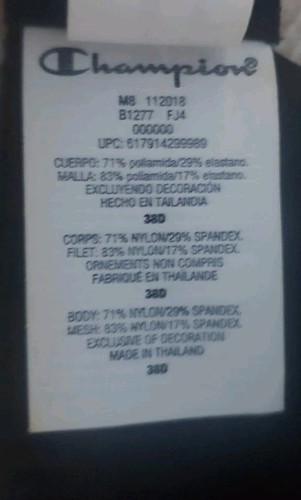 Champion®
MB 112018
B1277 FJ4
000000
UPC: 617914299989
CUERPO: 71% poliamida/29% elastano.
MALLA: 83% poliamida/17% elastano.
EXCLUYENDO DECORACIÓN
HECHO EN TAILANDIA
38D
CORPS: 71% NYLON/29% SPANDEX.
FILET: 83% NYLON/17% SPANDEX.
ORNEMENTS NON COMPRIS
FABRIQUÉ EN THAÏLANDE
38D
BODY: 71% NYLON/29% SPANDEX.
MESH: 83% NYLON/17% SPANDEX.
EXCLUSIVE OF DECORATION
MADE IN THAILAND
38D